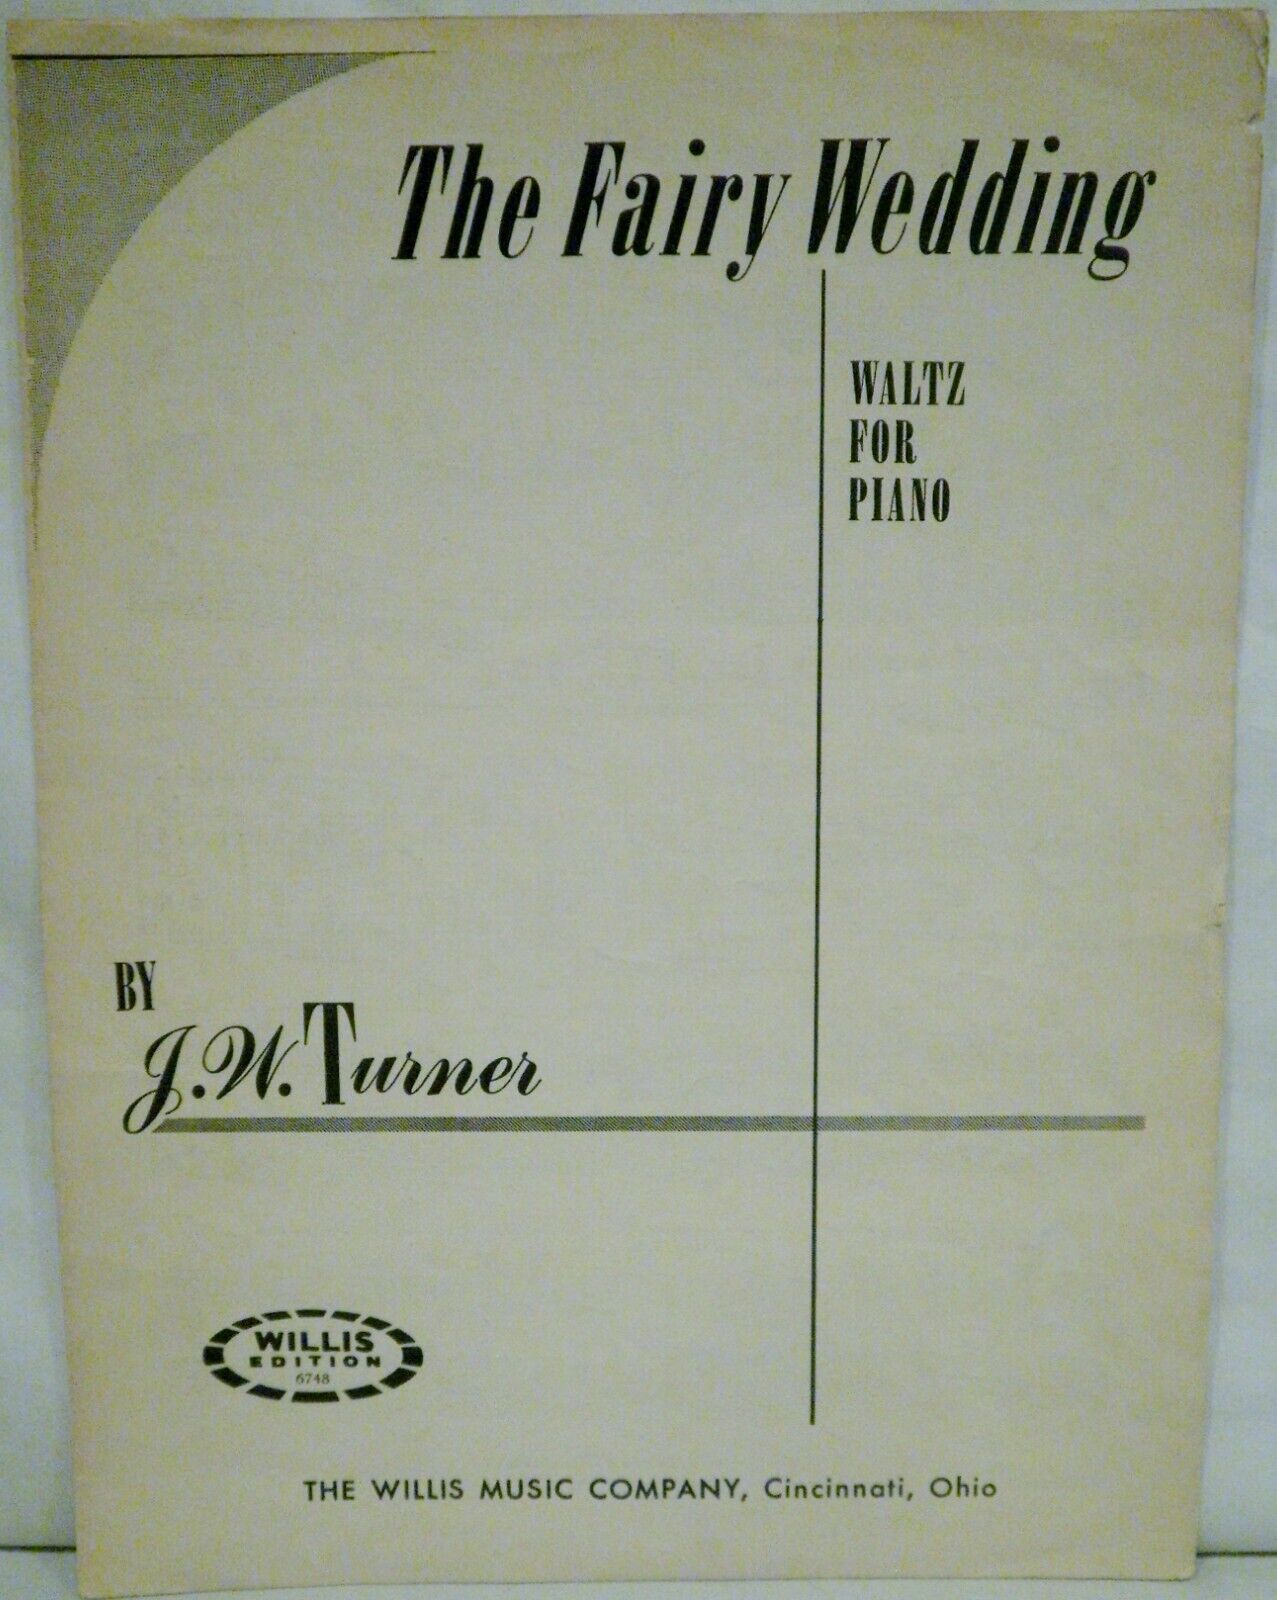 The Fairy Wedding
WALTZ
FOR
PIANO
BY
J.W. Turner
WILLIS
EDITION
6748
THE WILLIS MUSIC COMPANY, Cincinnati, Ohio